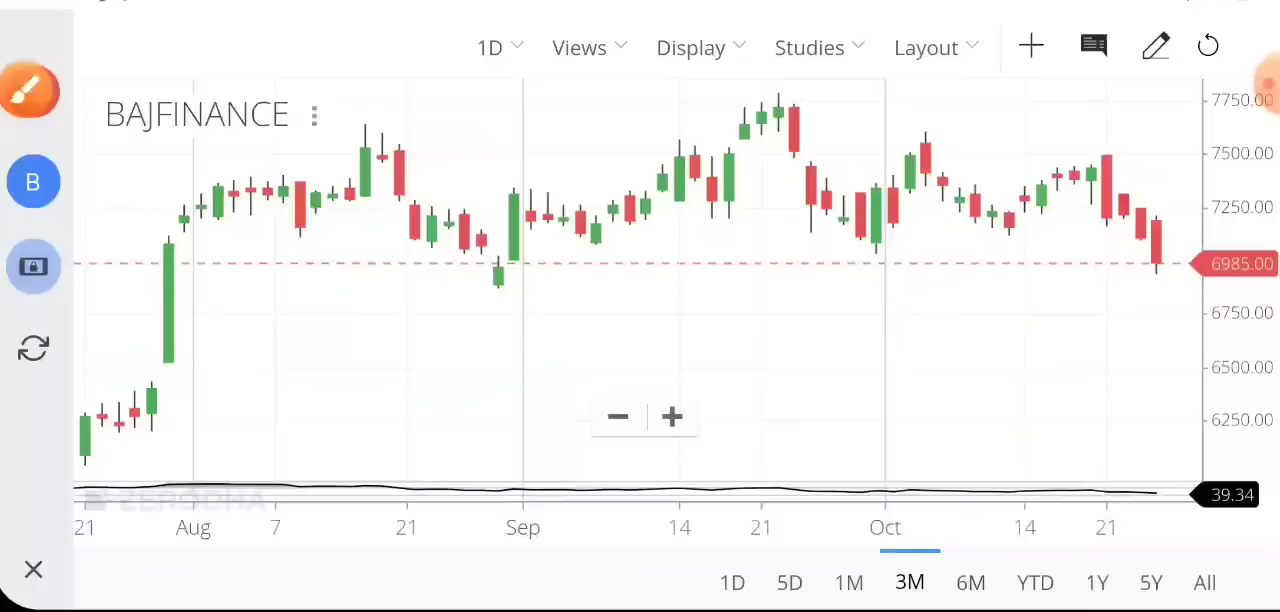 1D Views Display Studies Layout
BAJFINANCE
B
7750.00
7500.00
7250.00
6985.00
6750.00
6500.00
6250.00
ZERODHA
39.34
21 Aug 7 21 Sep 14 21 Oct 14 21
1D 5D 1M 3M 6M YTD 1Y 5Y All